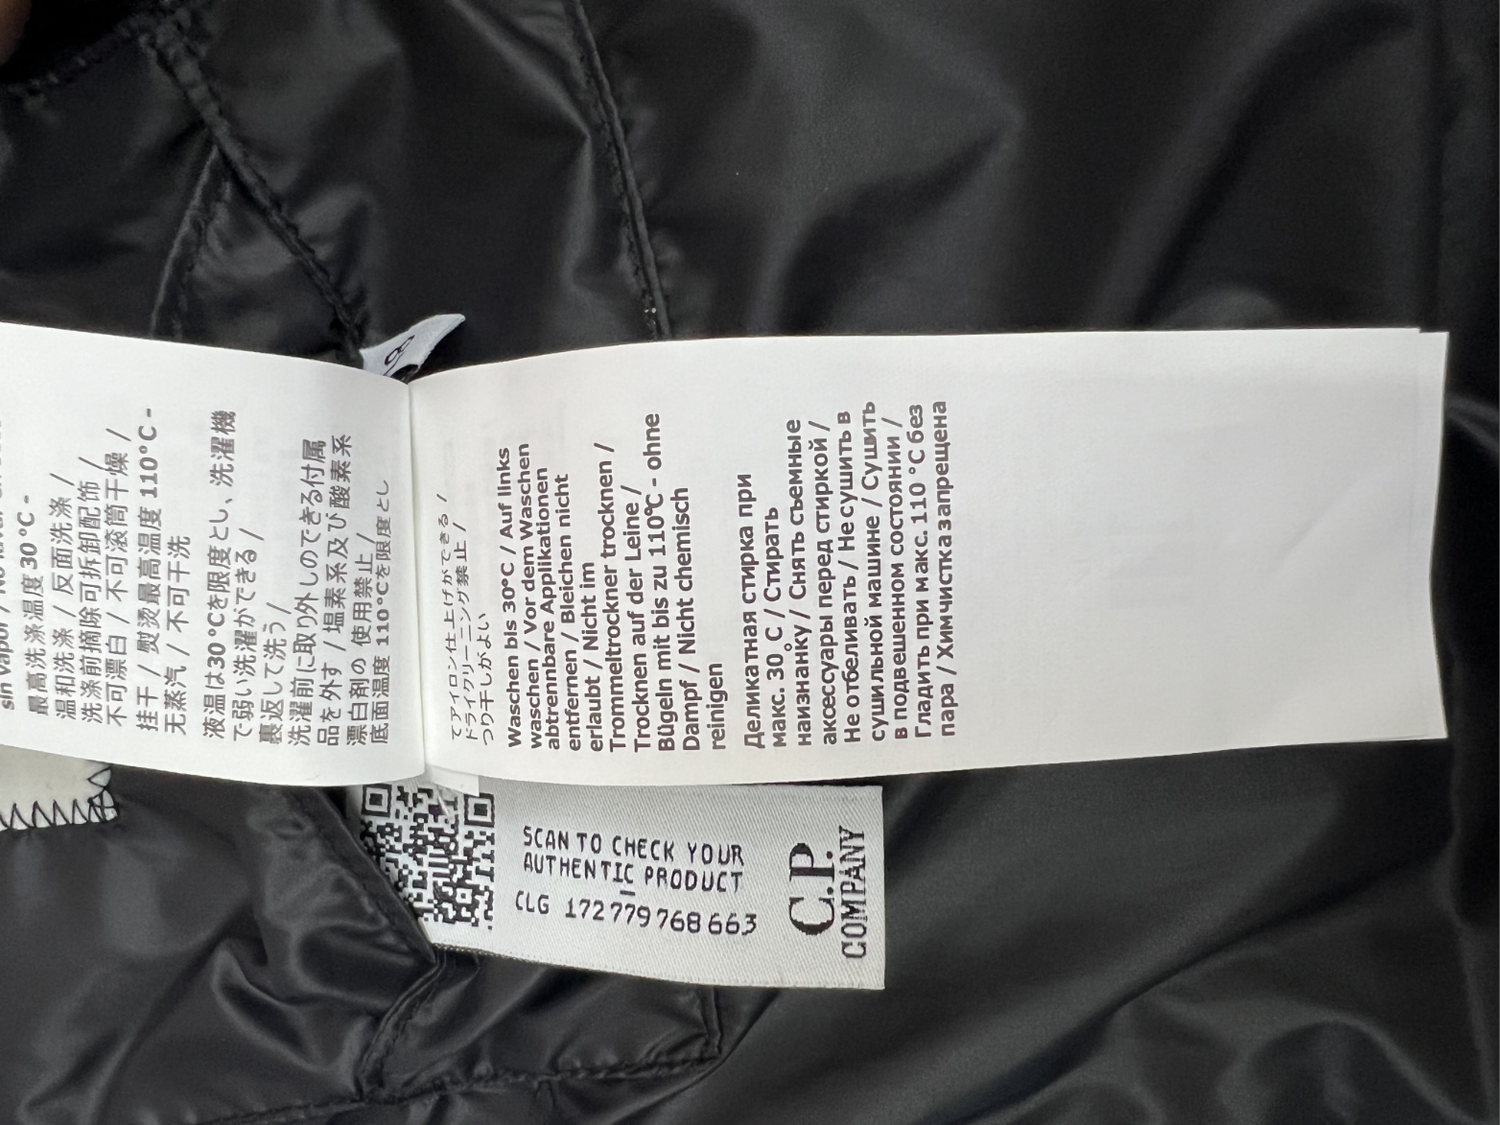 最高洗涤温度 30 °C -
温和洗涤 / 反面洗涤 /
洗涤前摘除可拆卸配饰 /
不可漂白 / 不可滚筒干燥 /
挂干 / 熨烫最高温度 110°C -
无蒸汽 / 不可干洗
液温は30 °Cを限度とし、洗濯機
で弱い洗濯ができる /
裏返して洗う /
洗濯前に取り外しのできる付属
品を外す / 塩素系及び酸素系
漂白剤の 使用禁止 /
底面温度 110°Cを限度とし
てアイロン仕上げができる /
ドライクリーニング禁止 /
つり干しがよい
Waschen bis 30°C / Auf links
waschen / Vor dem Waschen
abtrennbare Applikationen
entfernen / Bleichen nicht
erlaubt / Nicht im
Trommeltrockner trocknen /
Trocknen auf der Leine /
Bügeln mit bis zu 110°C - ohne
Dampf / Nicht chemisch
reinigen
Деликатная стирка при
макс. 30 °C / Стирать
наизнанку / Снять съемные
аксессуары перед стиркой /
Не отбеливать / Не сушить в
сушильной машине / Сушить
в подвешенном состоянии /
Гладить при макс. 110 °C без
пара / Химчистка запрещена
8
SCAN TO CHECK YOUR
AUTHENTIC PRODUCT
CLG 172 779 768 663
C.P.
COMPANY